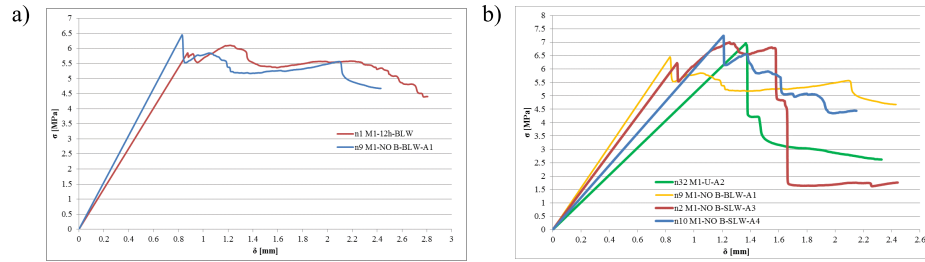 a)
7
6.5
6
5.5
5
4.5
4
3.5
3
2.5
2
1.5
1
0.5
0
σ [MPa]
n1 M1-12h-BLW
n9 M1-NO B-BLW-A1
0 0.2 0.4 0.6 0.8 1 1.2 1.4 1.6 1.8 2 2.2 2.4 2.6 2.8 3
δ [mm]
b)
8
7.5
7
6.5
6
5.5
5
4.5
4
3.5
3
2.5
2
1.5
1
0.5
0
σ [MPa]
n32 M1-U-A2
n9 M1-NO B-BLW-A1
n2 M1-NO B-SLW-A3
n10 M1-NO B-SLW-A4
0 0.2 0.4 0.6 0.8 1 1.2 1.4 1.6 1.8 2 2.2 2.4 2.6
δ [mm]